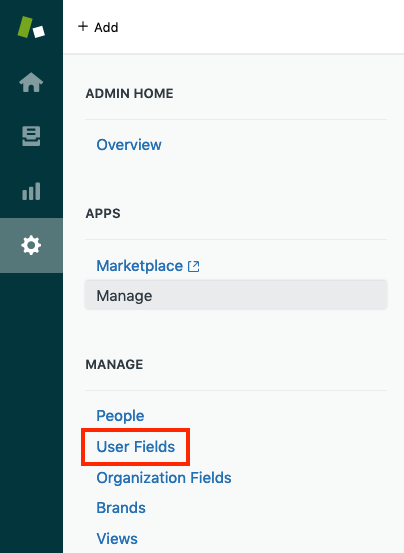 + Add
ADMIN HOME
Overview
APPS
Marketplace
Manage
MANAGE
People
User Fields
Organization Fields
Brands
Views